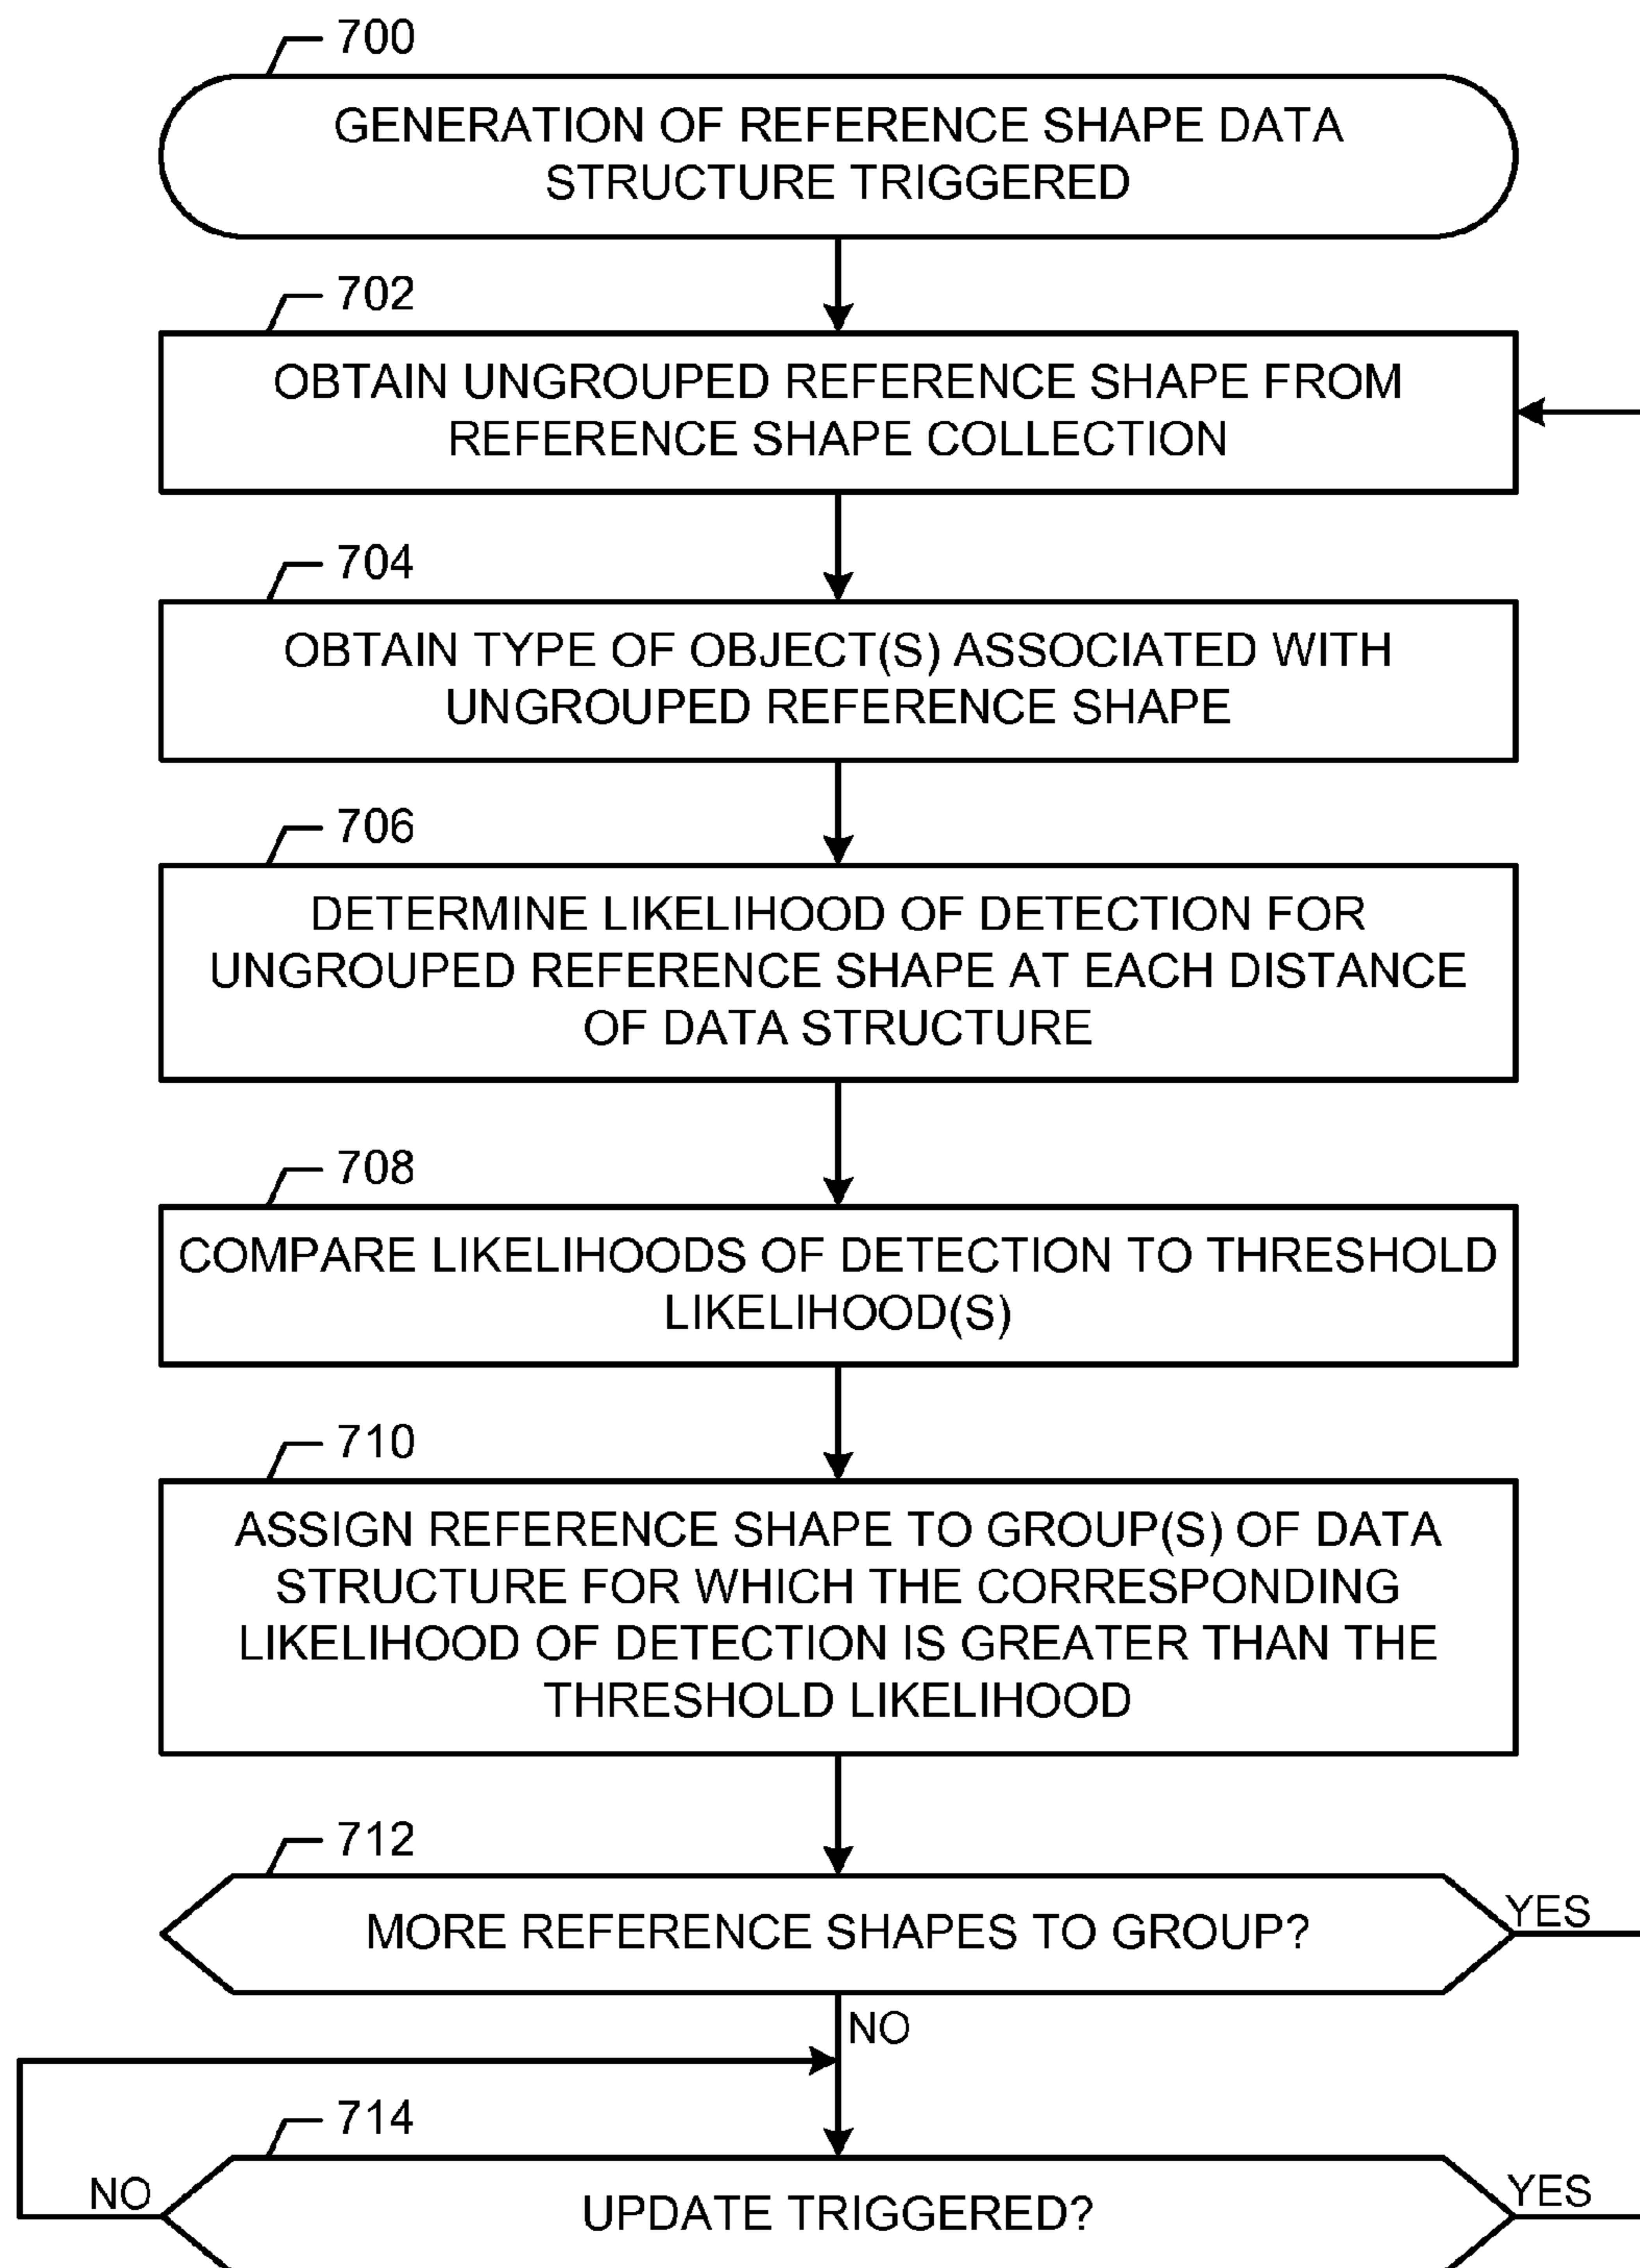 700
GENERATION OF REFERENCE SHAPE DATA
STRUCTURE TRIGGERED
702
OBTAIN UNGROUPED REFERENCE SHAPE FROM
REFERENCE SHAPE COLLECTION
704
OBTAIN TYPE OF OBJECT(S) ASSOCIATED WITH
UNGROUPED REFERENCE SHAPE
706
DETERMINE LIKELIHOOD OF DETECTION FOR
UNGROUPED REFERENCE SHAPE AT EACH DISTANCE
OF DATA STRUCTURE
708
COMPARE LIKELIHOODS OF DETECTION TO THRESHOLD
LIKELIHOOD(S)
710
ASSIGN REFERENCE SHAPE TO GROUP(S) OF DATA
STRUCTURE FOR WHICH THE CORRESPONDING
LIKELIHOOD OF DETECTION IS GREATER THAN THE
THRESHOLD LIKELIHOOD
712
MORE REFERENCE SHAPES TO GROUP?
YES
NO
714
NO
UPDATE TRIGGERED?
YES